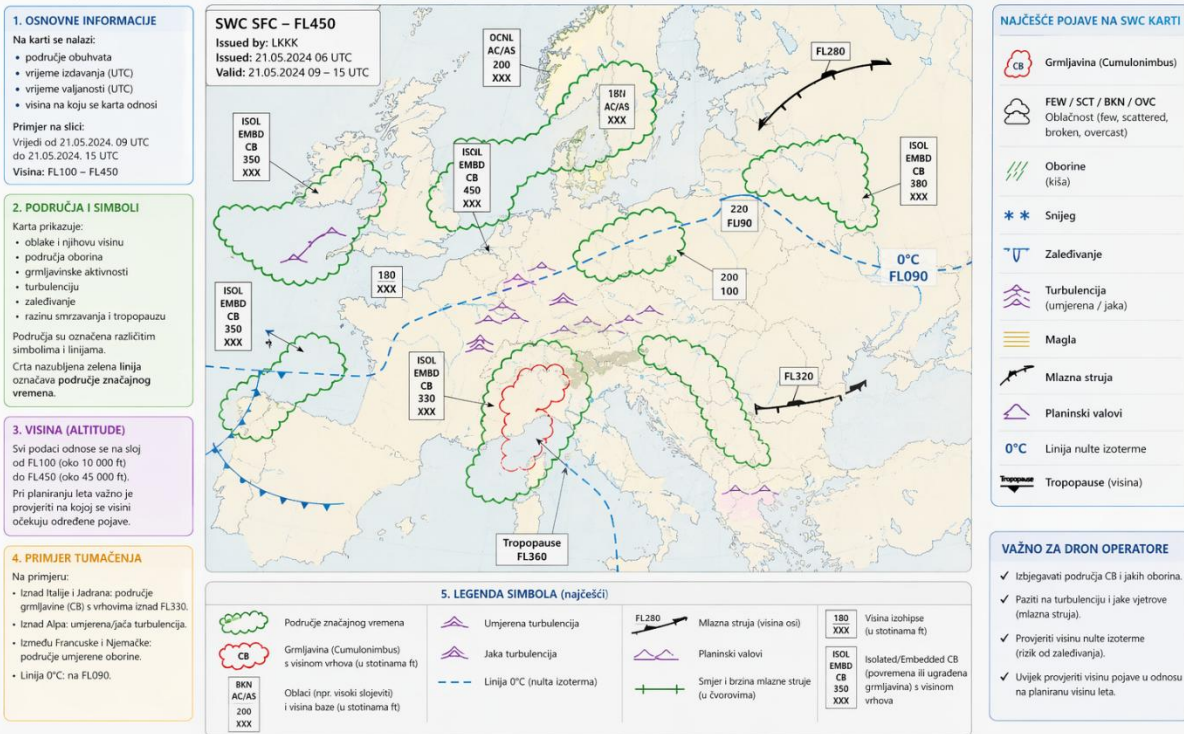 1. OSNOVNE INFORMACIJE
Na karti se nalazi:
• područje obuhvata
• vrijeme izdavanja (UTC)
• vrijeme valjanosti (UTC)
• visina na koju se karta odnosi
Primjer na slici:
Vrijedi od 21.05.2024. 09 UTC
do 21.05.2024. 15 UTC
Visina: FL100 – FL450
2. PODRUČJA I SIMBOLI
Karta prikazuje:
• oblake i njihovu visinu
• područja oborina
• grmljavinske aktivnosti
• turbulenciju
• zaleđivanje
• razinu smrzavanja i tropopauzu
Područja su označena različitim
simbolima i linijama.
Crta nazubljena zelena linija
označava područje značajnog
vremena.
3. VISINA (ALTITUDE)
Svi podaci odnose se na sloj
od FL100 (oko 10 000 ft)
do FL450 (oko 45 000 ft).
Pri planiranju leta važno je
provjeriti na kojoj se visini
očekuju određene pojave.
4. PRIMJER TUMAČENJA
Na primjeru:
• Iznad Italije i Jadrana: područje
grmljavine (CB) s vrhovima iznad FL330.
• Iznad Alpa: umjerena/jača turbulencija.
• Između Francuske i Njemačke:
područje umjerene oborine.
• Linija 0°C: na FL090.
SWC SFC – FL450
Issued by: LKKK
Issued: 21.05.2024 06 UTC
Valid: 21.05.2024 09 – 15 UTC
OCNL
AC/AS
200
XXX
18N
AC/AS
XXX
FL280
ISOL
EMBD
CB
350
XXX
ISCIL
EMBD
CB
450
XXX
ISOL
EMBD
CB
380
XXX
220
FL)90
0°C
FL090
180
XXX
200
100
ISOL
EMBD
CB
350
XXX
ISOL
EMBD
CB
330
XXX
FL320
Tropopause
FL360
5. LEGENDA SIMBOLA (najčešći)
Područje značajnog vremena
CB
Grmljavina (Cumulonimbus)
s visinom vrhova (u stotinama ft)
BKN
AC/AS
200
XXX
Oblaci (npr. visoki slojeviti)
i visina baze (u stotinama ft)
Umjerena turbulencija
Jaka turbulencija
Linija 0°C (nulta izoterma)
FL280
Mlazna struja (visina osi)
Planinski valovi
Smjer i brzina mlazne struje
(u čvorovima)
180
XXX
Visina izohipse
(u stotinama ft)
ISOL
EMBD
CB
350
XXX
Isolated/Embedded CB
(povremena ili ugrađena
grmljavina) s visinom
vrhova
NAJČEŠĆE POJAVE NA SWC KARTI
CB
Grmljavina (Cumulonimbus)
FEW / SCT / BKN / OVC
Oblačnost (few, scattered,
broken, overcast)
Oborine
(kiša)
Snijeg
Zaleđivanje
Turbulencija
(umjerena / jaka)
Magla
Mlazna struja
Planinski valovi
0°C
Linija nulte izoterme
Tropopause
Tropopause (visina)
VAŽNO ZA DRON OPERATORE
✓ Izbjegavati područja CB i jakih oborina.
✓ Paziti na turbulenciju i jake vjetrove
(mlazna struja).
✓ Provjeriti visinu nulte izoterme
(rizik od zaleđivanja).
✓ Uvijek provjeriti visinu pojave u odnosu
na planiranu visinu leta.